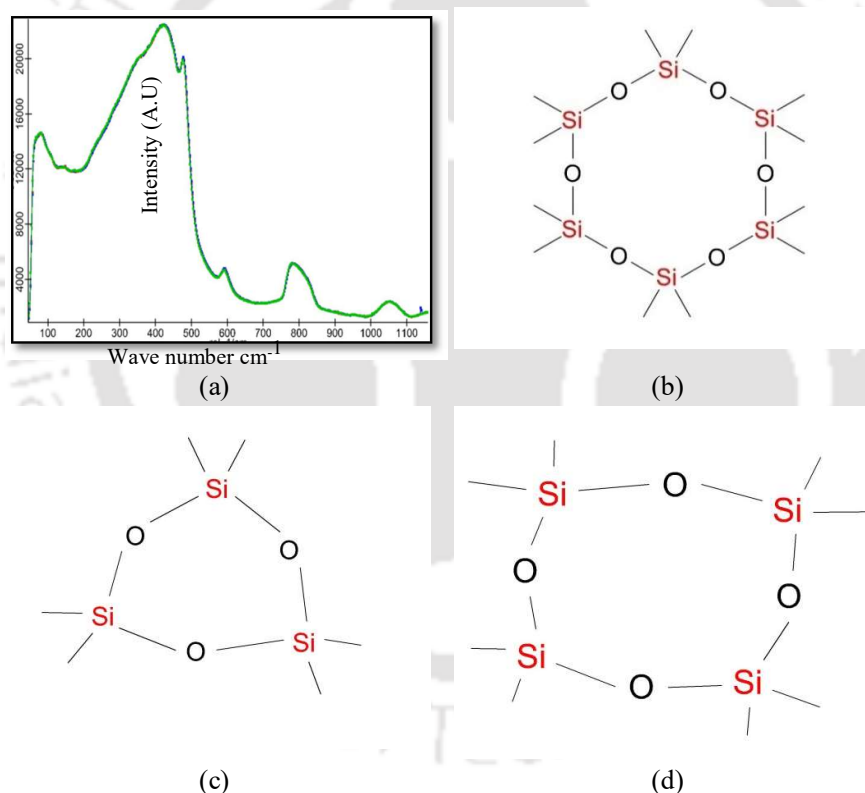 20000
16000
12000
8000
4000
Intensity (A.U)
100 200 300 400 500 600 700 800 900 1000 1100
Wave number cm-1
(a)
Si
O O
Si Si
O O
Si Si
O O
Si
(b)
Si
O O
Si Si
O
(c)
Si O Si
O O
Si O Si
(d)